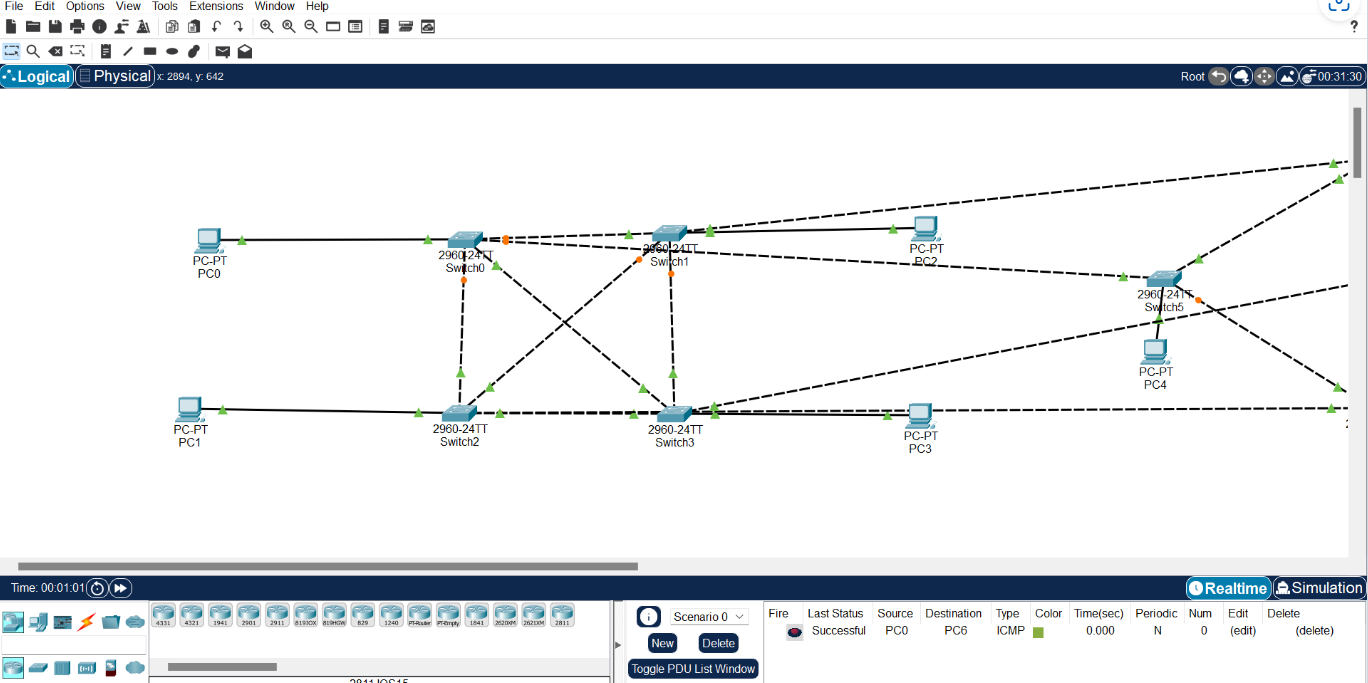 File Edit Options View Tools Extensions Window Help
?
Logical Physical x: 2894, y: 642 Root 00:31:30
PC-PT
PC0
2960-24TT
Switch0
2960-24TT
Switch1
PC-PT
PC2
2960-24TT
Switch5
PC-PT
PC4
PC-PT
PC1
2960-24TT
Switch2
2960-24TT
Switch3
PC-PT
PC3
Time: 00:01:01 Realtime Simulation
4331 4321 1941 2901 2911 819IOX 819HGW 829 1240 PT-Router PT-Empty 1841 2620XM 2621XM 2811
2811 IOS15
Scenario 0
New Delete
Toggle PDU List Window
Fire Last Status Source Destination Type Color Time(sec) Periodic Num Edit Delete
Successful PC0 PC6 ICMP 0.000 N 0 (edit) (delete)